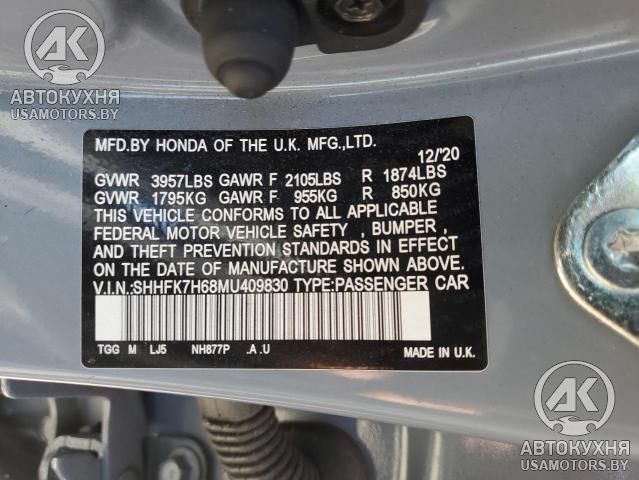 AK
АВТОКУХНЯ
USAMOTORS.BY
MFD.BY HONDA OF THE U.K. MFG.,LTD.
12/'20
GVWR 3957LBS GAWR F 2105LBS R 1874LBS
GVWR 1795KG GAWR F 955KG R 850KG
THIS VEHICLE CONFORMS TO ALL APPLICABLE
FEDERAL MOTOR VEHICLE SAFETY , BUMPER ,
AND THEFT PREVENTION STANDARDS IN EFFECT
ON THE DATE OF MANUFACTURE SHOWN ABOVE.
V.I.N.:SHHFK7H68MU409830 TYPE:PASSENGER CAR
TGG M LJ5 NH877P .A.U MADE IN U.K.
AK
АВТОКУХНЯ
USAMOTORS.BY